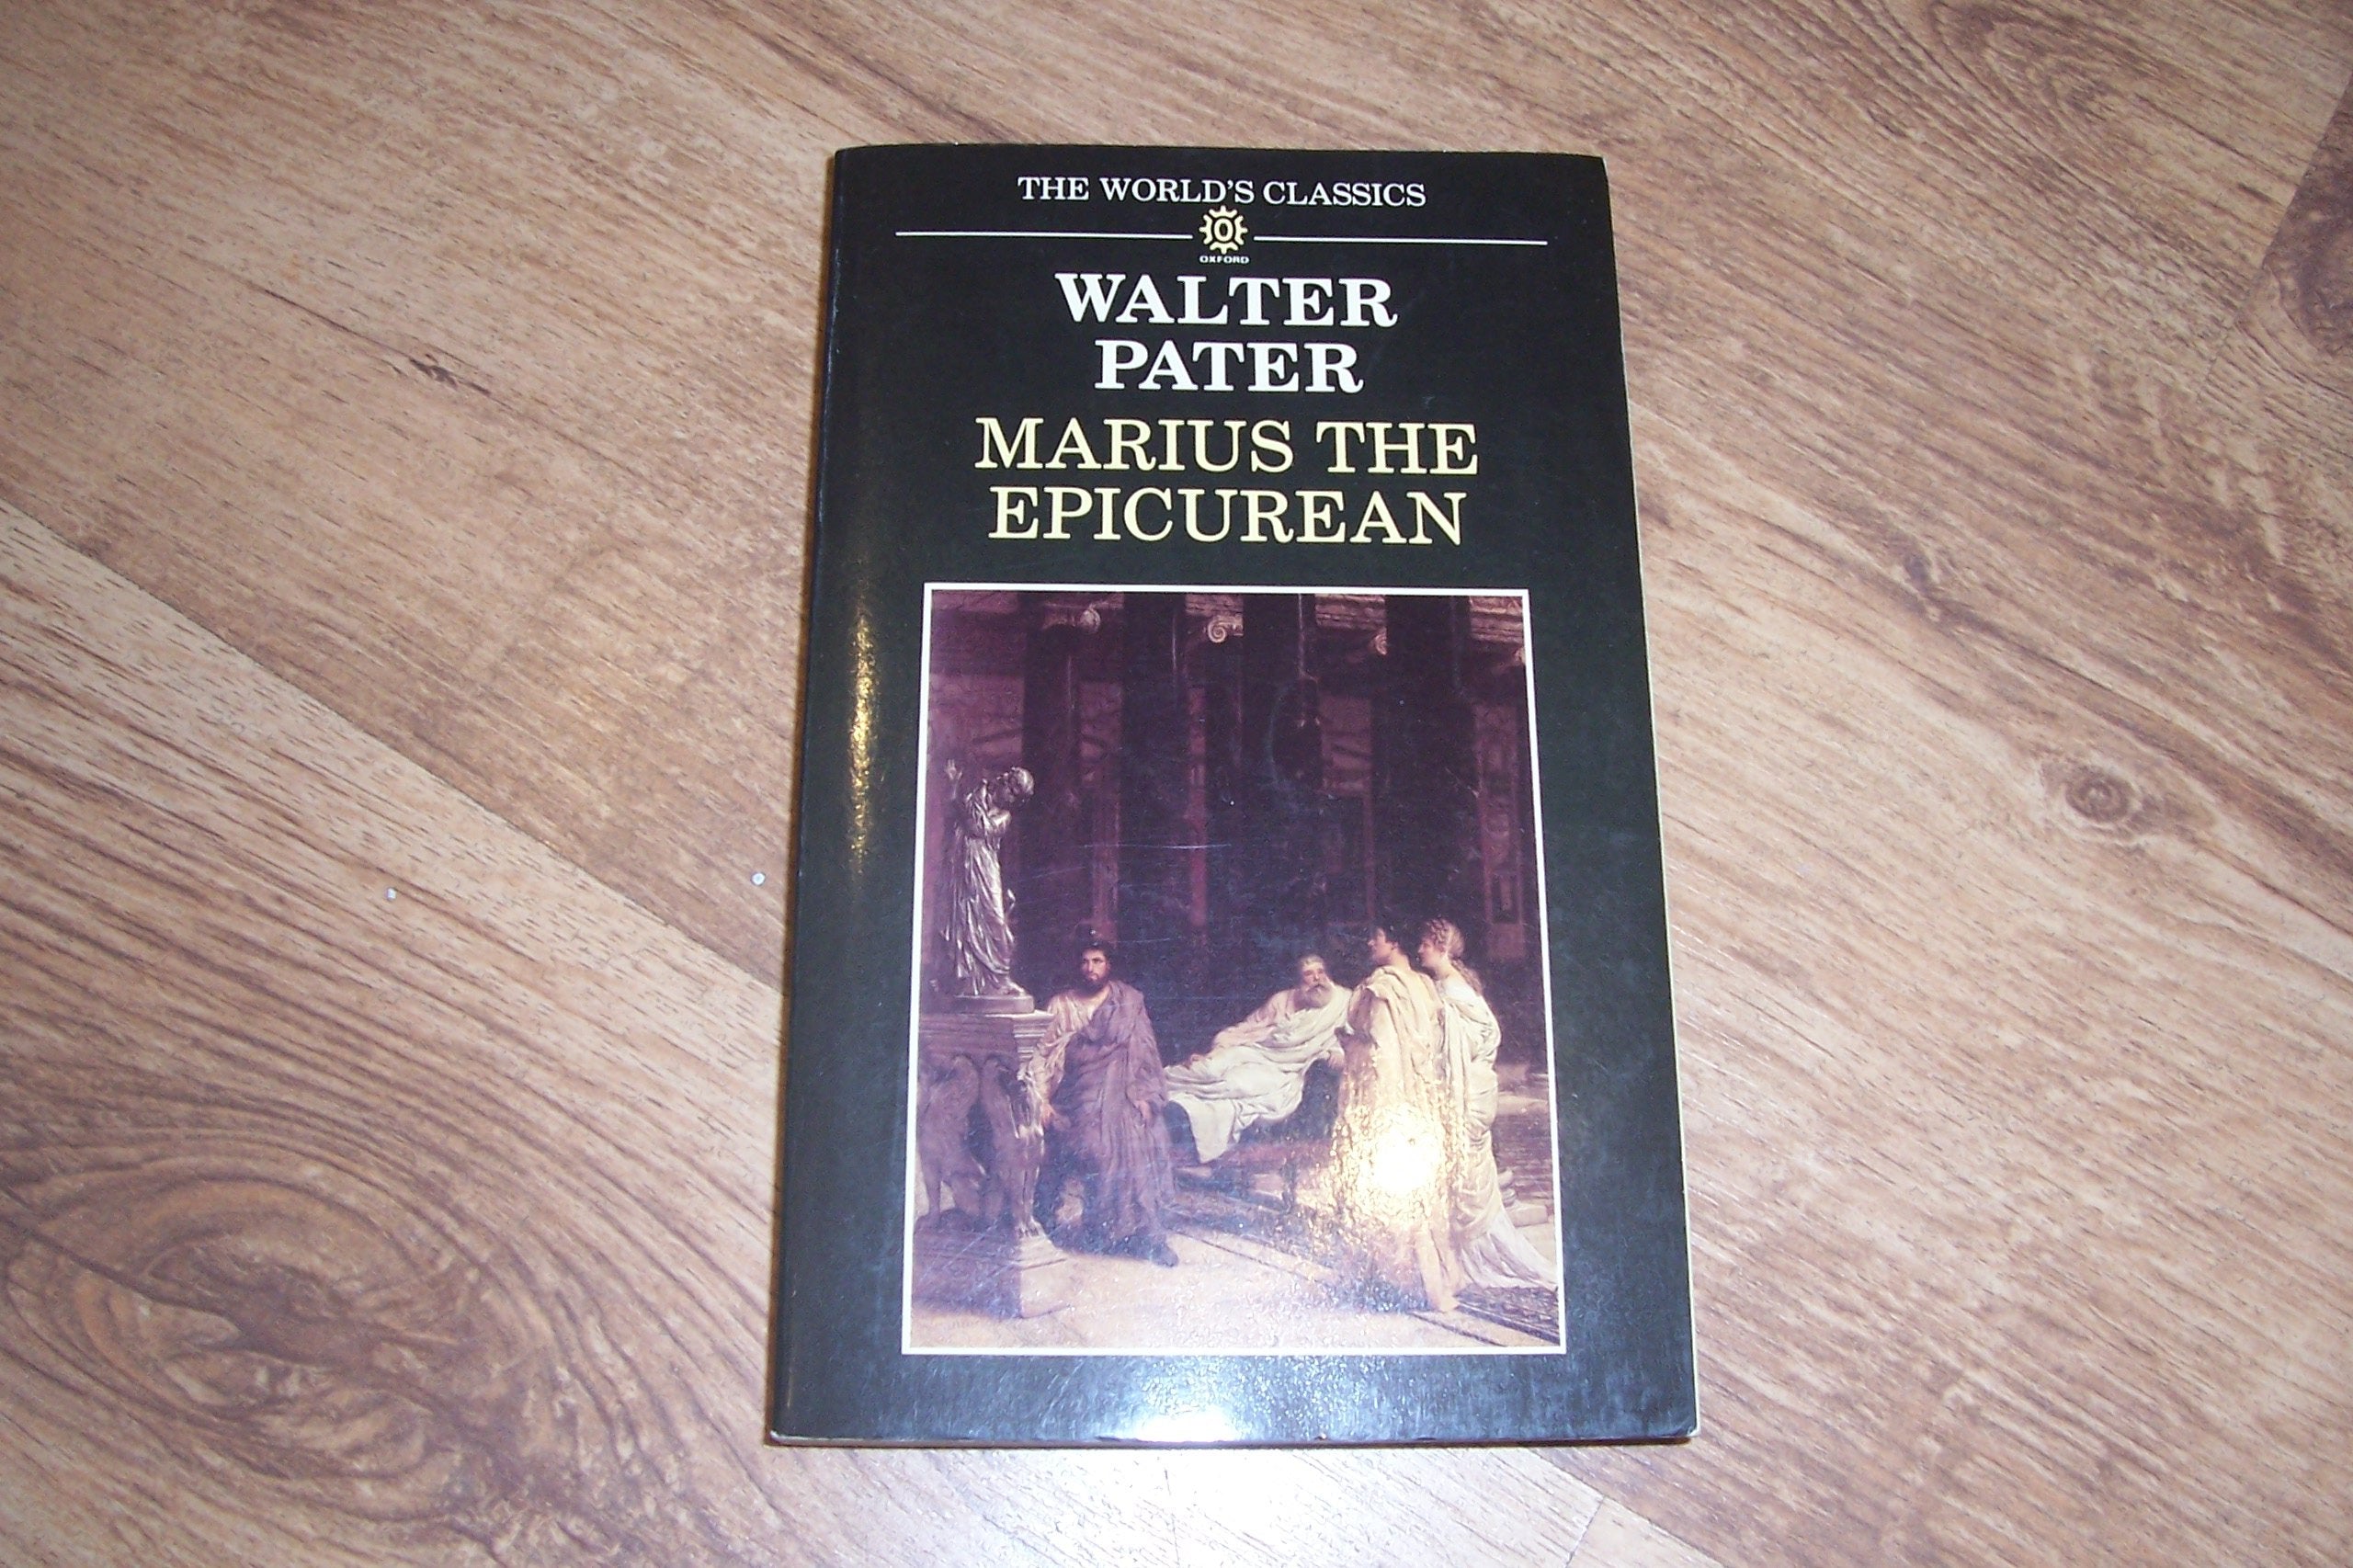 THE WORLD'S CLASSICS
O
OXFORD
WALTER
PATER
MARIUS THE
EPICUREAN